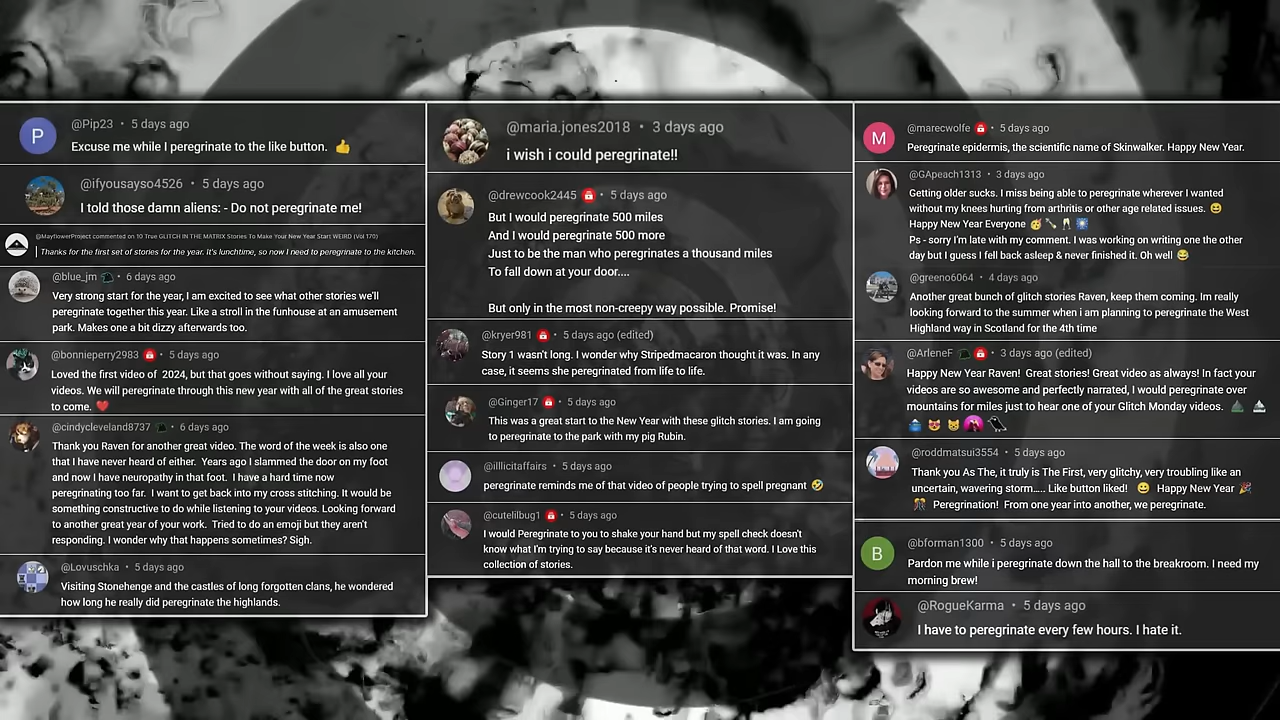 @Pip23 • 5 days ago
Excuse me while I peregrinate to the like button. 👍
@ifyousayso4526 • 5 days ago
I told those damn aliens: - Do not peregrinate me!
@MayflowerProject commented on 10 True GLITCH IN THE MATRIX Stories To Make Your New Year Start WEIRD (Vol 170)
Thanks for the first set of stories for the year. It's lunchtime, so now I need to peregrinate to the kitchen.
@blue_jm • 6 days ago
Very strong start for the year, I am excited to see what other stories we'll
peregrinate together this year. Like a stroll in the funhouse at an amusement
park. Makes one a bit dizzy afterwards too.
@bonnieperry2983 • 5 days ago
Loved the first video of 2024, but that goes without saying. I love all your
videos. We will peregrinate through this new year with all of the great stories
to come. ❤️
@cindycleveland8737 • 6 days ago
Thank you Raven for another great video. The word of the week is also one
that I have never heard of either. Years ago I slammed the door on my foot
and now I have neuropathy in that foot. I have a hard time now
peregrinating too far. I want to get back into my cross stitching. It would be
something constructive to do while listening to your videos. Looking forward
to another great year of your work. Tried to do an emoji but they aren't
responding. I wonder why that happens sometimes? Sigh.
@Lovuschka • 5 days ago
Visiting Stonehenge and the castles of long forgotten clans, he wondered
how long he really did peregrinate the highlands.
@maria.jones2018 • 3 days ago
i wish i could peregrinate!!
@drewcook2445 • 5 days ago
But I would peregrinate 500 miles
And I would peregrinate 500 more
Just to be the man who peregrinates a thousand miles
To fall down at your door....
But only in the most non-creepy way possible. Promise!
@kryer981 • 5 days ago (edited)
Story 1 wasn't long. I wonder why Stripedmacaron thought it was. In any
case, it seems she peregrinated from life to life.
@Ginger17 • 5 days ago
This was a great start to the New Year with these glitch stories. I am going
to peregrinate to the park with my pig Rubin.
@illlicitaffairs • 5 days ago
peregrinate reminds me of that video of people trying to spell pregnant 🤣
@cutelilbug1 • 5 days ago
I would Peregrinate to you to shake your hand but my spell check doesn't
know what I'm trying to say because it's never heard of that word. I Love this
collection of stories.
@marecwolfe • 5 days ago
Peregrinate epidermis, the scientific name of Skinwalker. Happy New Year.
@GApeach1313 • 3 days ago
Getting older sucks. I miss being able to peregrinate wherever I wanted
without my knees hurting from arthritis or other age related issues. 😆
Happy New Year Everyone 🥳🍾🥂🎆
Ps - sorry I'm late with my comment. I was working on writing one the other
day but I guess I fell back asleep & never finished it. Oh well 😂
@greeno6064 • 4 days ago
Another great bunch of glitch stories Raven, keep them coming. Im really
looking forward to the summer when i am planning to peregrinate the West
Highland way in Scotland for the 4th time
@ArleneF • 3 days ago (edited)
Happy New Year Raven! Great stories! Great video as always! In fact your
videos are so awesome and perfectly narrated, I would peregrinate over
mountains for miles just to hear one of your Glitch Monday videos.
@roddmatsui3554 • 5 days ago
Thank you As The, it truly is The First, very glitchy, very troubling like an
uncertain, wavering storm..... Like button liked! 😀 Happy New Year 🎉
🎊 Peregrination! From one year into another, we peregrinate.
@bforman1300 • 5 days ago
Pardon me while i peregrinate down the hall to the breakroom. I need my
morning brew!
@RogueKarma • 5 days ago
I have to peregrinate every few hours. I hate it.